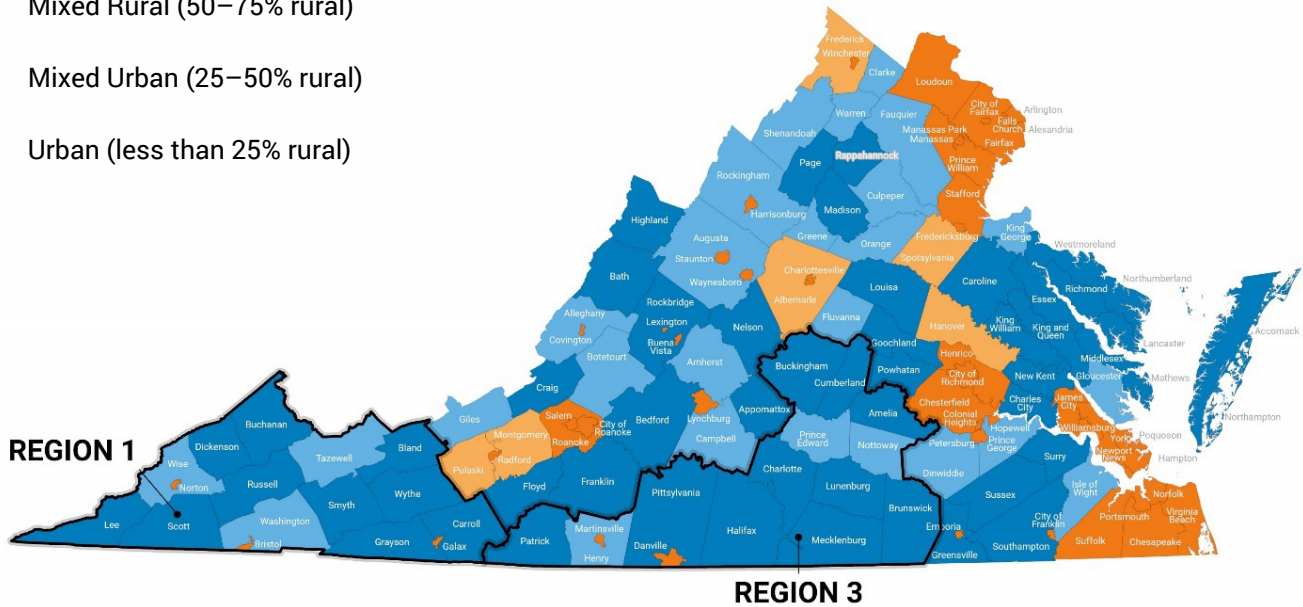 Mixed Rural (50–75% rural)
Mixed Urban (25–50% rural)
Urban (less than 25% rural)
Frederick
Winchester
Clarke
Loudoun
City of
Fairfax
Arlington
Falls
Church
Alexandria
Fairfax
Warren
Fauquier
Manassas Park
Manassas
Shenandoah
Page
Rappahannock
Prince
William
Rockingham
Stafford
Culpeper
Madison
Harrisonburg
Highland
Greene
Orange
Fredericksburg
King
George
Westmoreland
Augusta
Staunton
Spotsylvania
Bath
Waynesboro
Charlottesville
Albemarle
Louisa
Caroline
Richmond
Northumberland
Essex
Rockbridge
Lexington
Buena
Vista
Nelson
Fluvanna
Hanover
King
William
King and
Queen
Accomack
Lancaster
Alleghany
Covington
Botetourt
Amherst
Goochland
Henrico
Middlesex
Mathews
Gloucester
Buckingham
Cumberland
Powhatan
City of
Richmond
New Kent
Craig
Bedford
Appomattox
Amelia
Chesterfield
Colonial
Heights
Charles
City
James
City
Northampton
Giles
Salem
Roanoke
City of
Roanoke
Lynchburg
Campbell
Prince
Edward
Nottoway
Petersburg
Hopewell
Prince
George
Williamsburg
York
Poquoson
Newport
News
Hampton
Montgomery
Radford
Pulaski
Buchanan
Dickenson
REGION 1
Wise
Norton
Tazewell
Bland
Russell
Smyth
Wythe
Floyd
Franklin
Pittsylvania
Charlotte
Lunenburg
Dinwiddie
Surry
Sussex
Isle of
Wight
Norfolk
Lee
Scott
Washington
Bristol
Grayson
Carroll
Galax
Patrick
Martinsville
Henry
Danville
Halifax
Mecklenburg
Brunswick
Emporia
Greensville
City of
Franklin
Southampton
Portsmouth
Virginia
Beach
Suffolk
Chesapeake
REGION 3